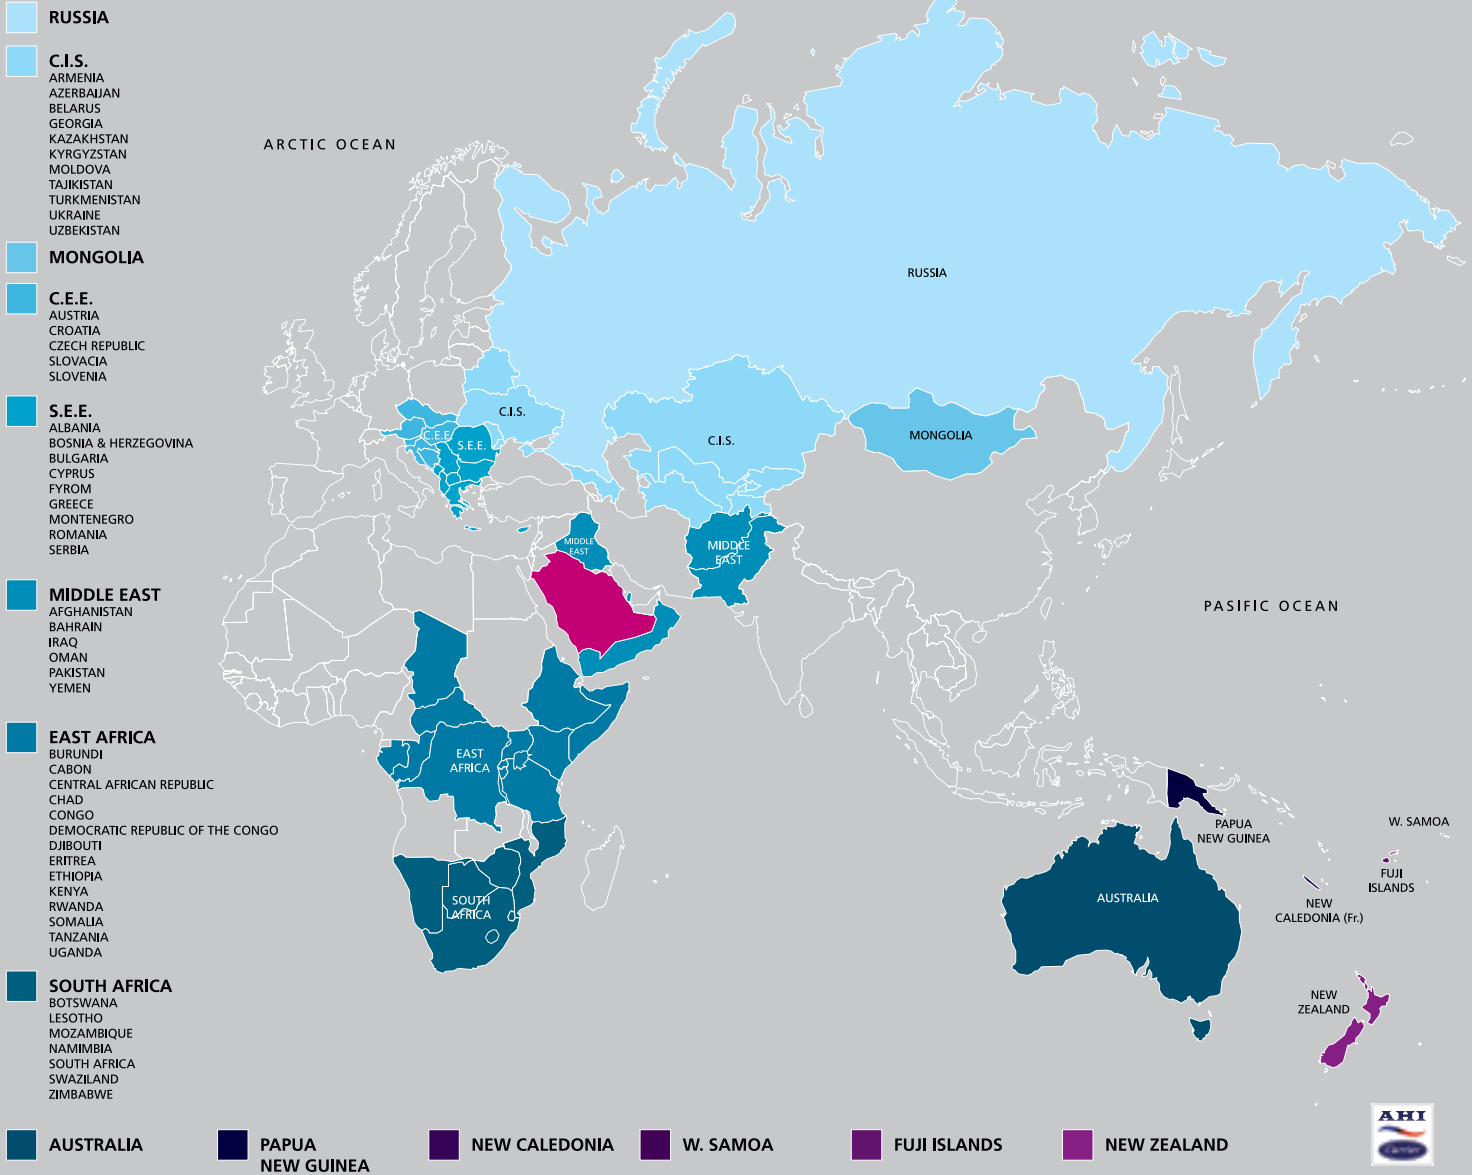 RUSSIA
C.I.S.
ARMENIA
AZERBAIJAN
BELARUS
GEORGIA
KAZAKHSTAN
KYRGYZSTAN
MOLDOVA
TAJIKISTAN
TURKMENISTAN
UKRAINE
UZBEKISTAN
MONGOLIA
C.E.E.
AUSTRIA
CROATIA
CZECH REPUBLIC
SLOVACIA
SLOVENIA
S.E.E.
ALBANIA
BOSNIA & HERZEGOVINA
BULGARIA
CYPRUS
FYROM
GREECE
MONTENEGRO
ROMANIA
SERBIA
MIDDLE EAST
AFGHANISTAN
BAHRAIN
IRAQ
OMAN
PAKISTAN
YEMEN
EAST AFRICA
BURUNDI
CABON
CENTRAL AFRICAN REPUBLIC
CHAD
CONGO
DEMOCRATIC REPUBLIC OF THE CONGO
DJIBOUTI
ERITREA
ETHIOPIA
KENYA
RWANDA
SOMALIA
TANZANIA
UGANDA
SOUTH AFRICA
BOTSWANA
LESOTHO
MOZAMBIQUE
NAMIMBIA
SOUTH AFRICA
SWAZILAND
ZIMBABWE
ARCTIC OCEAN
RUSSIA
C.I.S.
C.E.E.
S.E.E.
C.I.S.
MONGOLIA
MIDDLE
EAST
MIDDLE
EAST
PASIFIC OCEAN
EAST
AFRICA
SOUTH
AFRICA
PAPUA
NEW GUINEA
W. SAMOA
FUJI
ISLANDS
AUSTRALIA
NEW
CALEDONIA (Fr.)
NEW
ZEALAND
AUSTRALIA
PAPUA
NEW GUINEA
NEW CALEDONIA
W. SAMOA
FUJI ISLANDS
NEW ZEALAND
AHI
Carrier